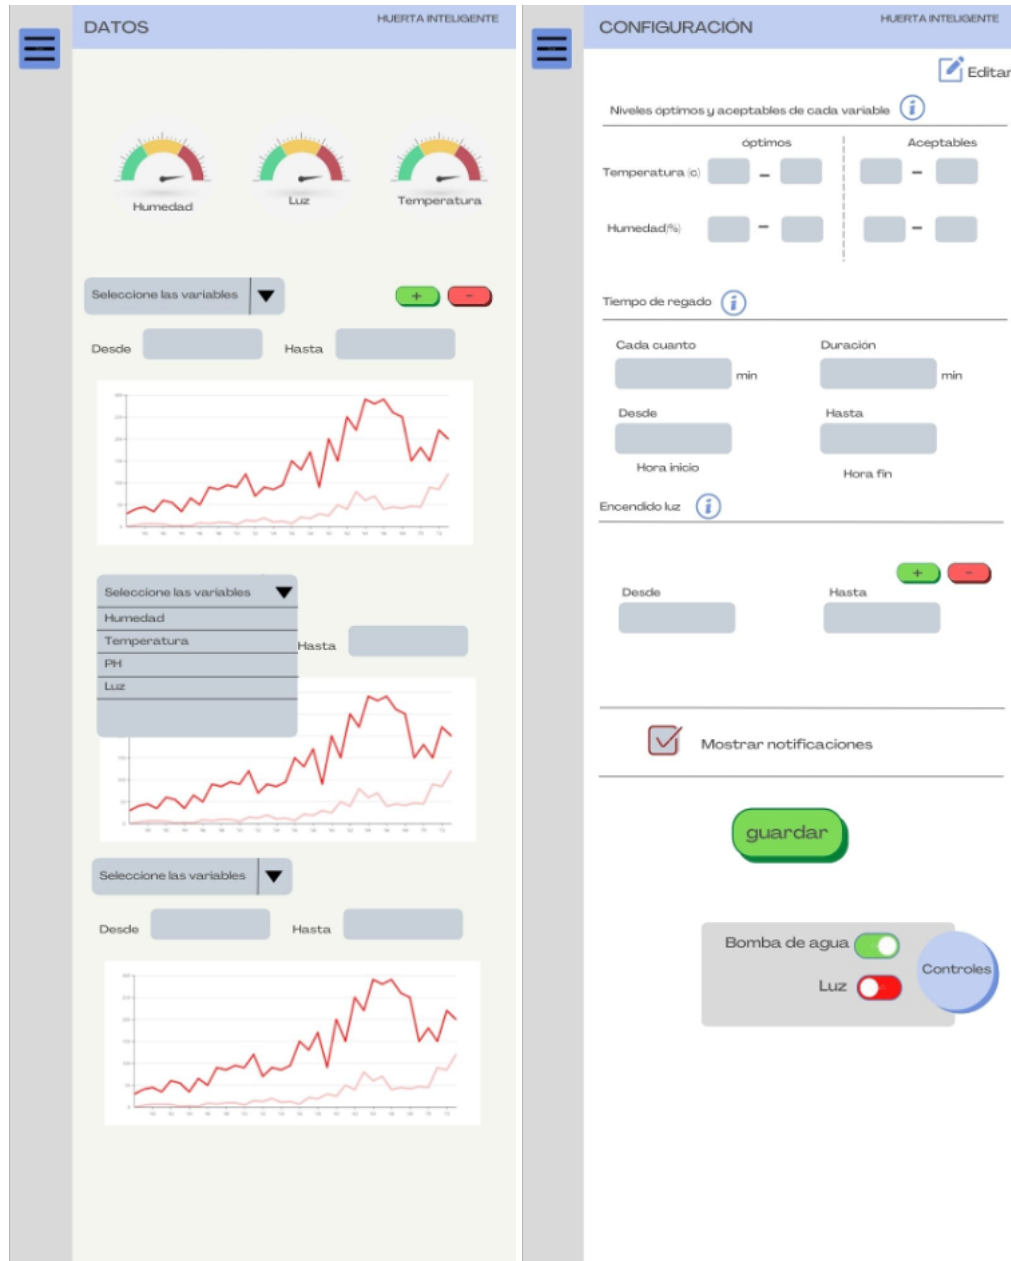 DATOS
HUERTA INTELIGENTE
Humedad
Luz
Temperatura
Seleccione las variables
+
-
Desde
Hasta
Seleccione las variables
Humedad
Temperatura
PH
Luz
Hasta
Seleccione las variables
Desde
Hasta
CONFIGURACIÓN
HUERTA INTELIGENTE
Editar
Niveles óptimos y aceptables de cada variable i
óptimos
Aceptables
Temperatura (c)
-
-
Humedad(%)
-
-
Tiempo de regado i
Cada cuanto
Duración
min
min
Desde
Hasta
Hora inicio
Hora fin
Encendido luz i
+
-
Desde
Hasta
Mostrar notificaciones
guardar
Bomba de agua
Luz
Controles